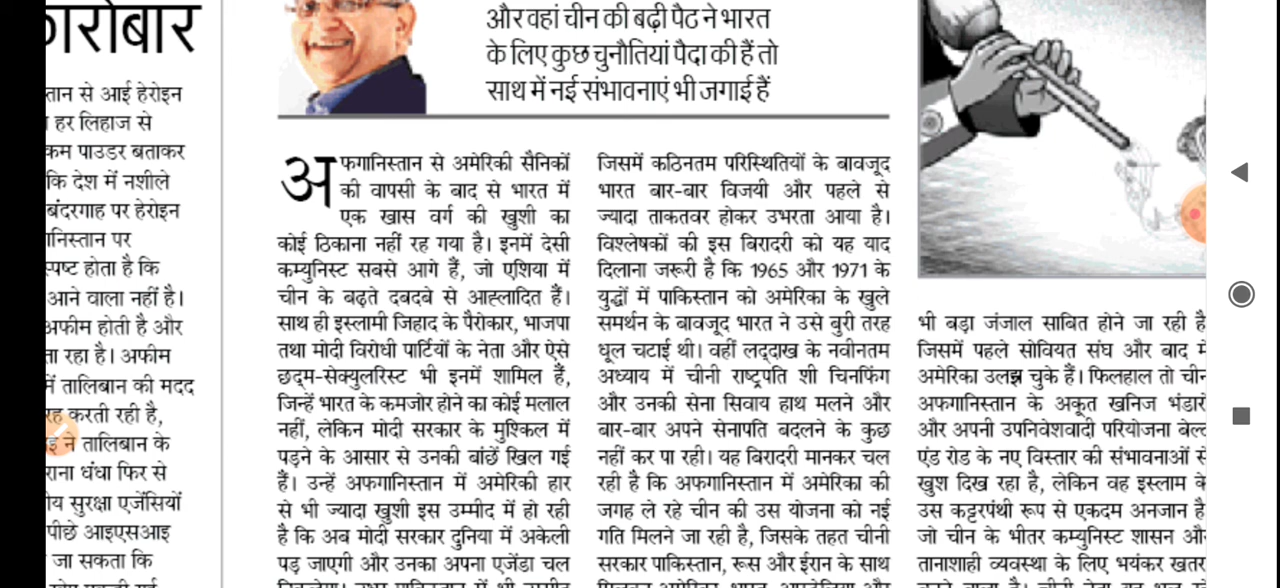 कारोबार
तान से आई हेरोइन
हर लिहाज से
कम पाउडर बताकर
कि देश में नशीले
बंदरगाह पर हेरोइन
निस्तान पर
स्पष्ट होता है कि
आने वाला नहीं है।
अफीम होती है और
ता रहा है। अफीम
में तालिबान की मदद
रह करती रही है,
ने तालिबान के
राना धंधा फिर से
ीय सुरक्षा एजेंसियों
पीछे आइएसआइ
जा सकता कि
और वहां चीन की बढ़ी पैट ने भारत
के लिए कुछ चुनौतियां पैदा की हैं तो
साथ में नई संभावनाएं भी जगाई हैं
अफगानिस्तान से अमेरिकी सैनिकों
की वापसी के बाद से भारत में
एक खास वर्ग की खुशी का
कोई ठिकाना नहीं रह गया है। इनमें देसी
कम्युनिस्ट सबसे आगे हैं, जो एशिया में
चीन के बढ़ते दबदबे से आह्लादित हैं।
साथ ही इस्लामी जिहाद के पैरोकार, भाजपा
तथा मोदी विरोधी पार्टियों के नेता और ऐसे
छद्म-सेक्युलरिस्ट भी इनमें शामिल हैं,
जिन्हें भारत के कमजोर होने का कोई मलाल
नहीं, लेकिन मोदी सरकार के मुश्किल में
पड़ने के आसार से उनकी बांछें खिल गई
हैं। उन्हें अफगानिस्तान में अमेरिकी हार
से भी ज्यादा खुशी इस उम्मीद में हो रही
है कि अब मोदी सरकार दुनिया में अकेली
पड़ जाएगी और उनका अपना एजेंडा चल
जिसमें कठिनतम परिस्थितियों के बावजूद
भारत बार-बार विजयी और पहले से
ज्यादा ताकतवर होकर उभरता आया है।
विश्लेषकों की इस बिरादरी को यह याद
दिलाना जरूरी है कि 1965 और 1971 के
युद्धों में पाकिस्तान को अमेरिका के खुले
समर्थन के बावजूद भारत ने उसे बुरी तरह
धूल चटाई थी। वहीं लद्दाख के नवीनतम
अध्याय में चीनी राष्ट्रपति शी चिनफिंग
और उनकी सेना सिवाय हाथ मलने और
बार-बार अपने सेनापति बदलने के कुछ
नहीं कर पा रही। यह बिरादरी मानकर चल
रही है कि अफगानिस्तान में अमेरिका की
जगह ले रहे चीन की उस योजना को नई
गति मिलने जा रही है, जिसके तहत चीनी
सरकार पाकिस्तान, रूस और ईरान के साथ
भी बड़ा जंजाल साबित होने जा रही है
जिसमें पहले सोवियत संघ और बाद में
अमेरिका उलझ चुके हैं। फिलहाल तो चीन
अफगानिस्तान के अकूत खनिज भंडारों
और अपनी उपनिवेशवादी परियोजना बेल्ट
एंड रोड के नए विस्तार की संभावनाओं से
खुश दिख रहा है, लेकिन वह इस्लाम के
उस कट्टरपंथी रूप से एकदम अनजान है
जो चीन के भीतर कम्युनिस्ट शासन और
तानाशाही व्यवस्था के लिए भयंकर खतरा